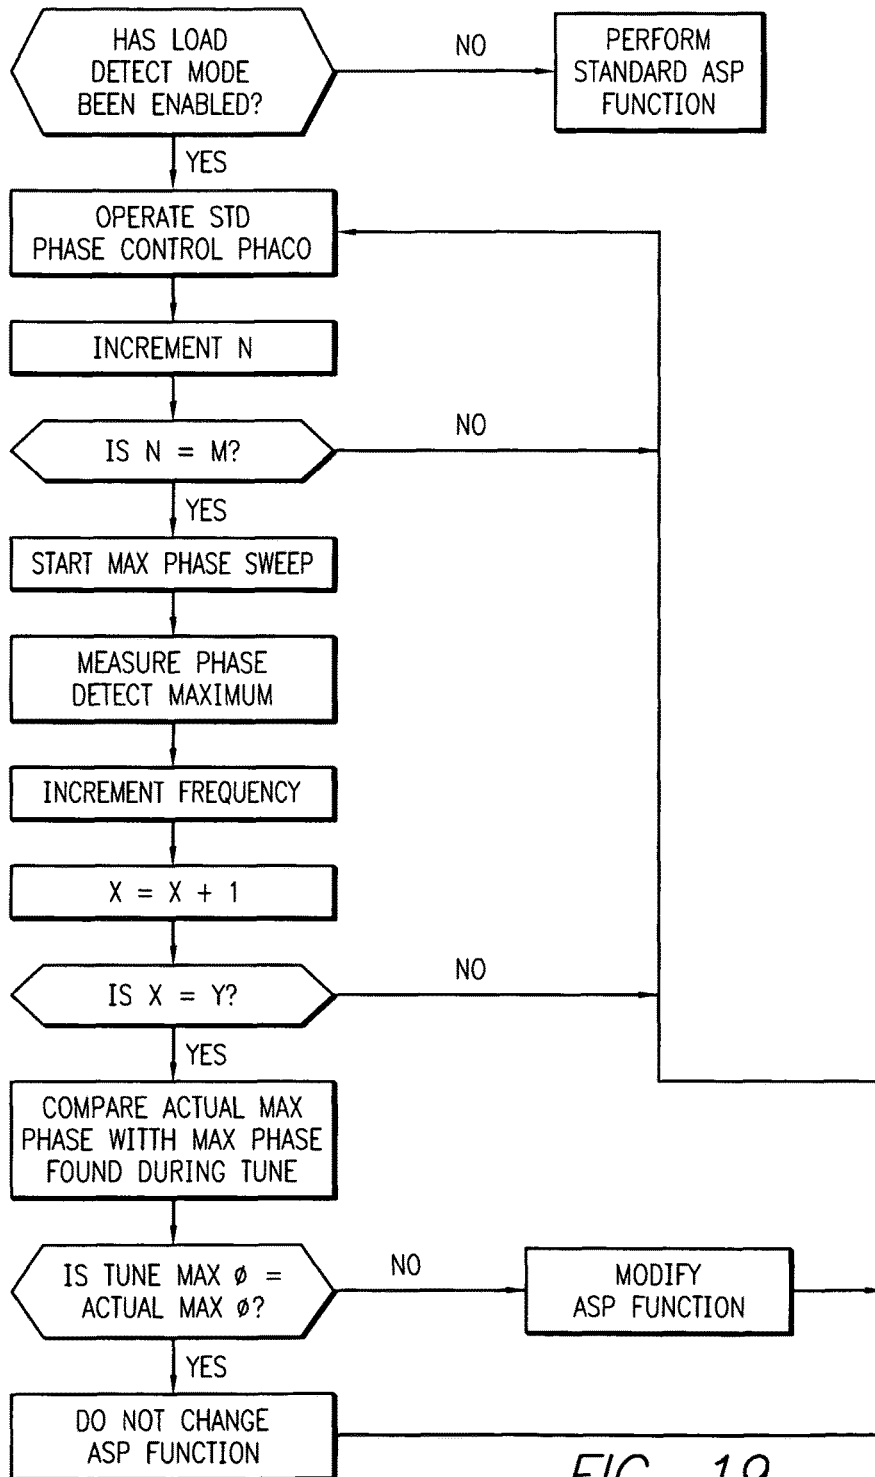 HAS LOAD
DETECT MODE
BEEN ENABLED?
NO
PERFORM
STANDARD ASP
FUNCTION
YES
OPERATE STD
PHASE CONTROL PHACO
INCREMENT N
IS N = M?
NO
YES
START MAX PHASE SWEEP
MEASURE PHASE
DETECT MAXIMUM
INCREMENT FREQUENCY
X = X + 1
IS X = Y?
NO
YES
COMPARE ACTUAL MAX
PHASE WITTH MAX PHASE
FOUND DURING TUNE
IS TUNE MAX ø =
ACTUAL MAX ø?
NO
MODIFY
ASP FUNCTION
YES
DO NOT CHANGE
ASP FUNCTION
FIG. 19